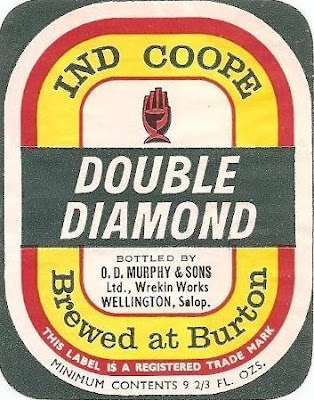 IND COOPE
DOUBLE
DIAMOND
BOTTLED BY
O. D. MURPHY & SONS
Ltd., Wrekin Works
WELLINGTON, Salop.
Brewed at Burton
THIS LABEL IS A REGISTERED TRADE MARK
MINIMUM CONTENTS 9 2/3 FL. OZS.